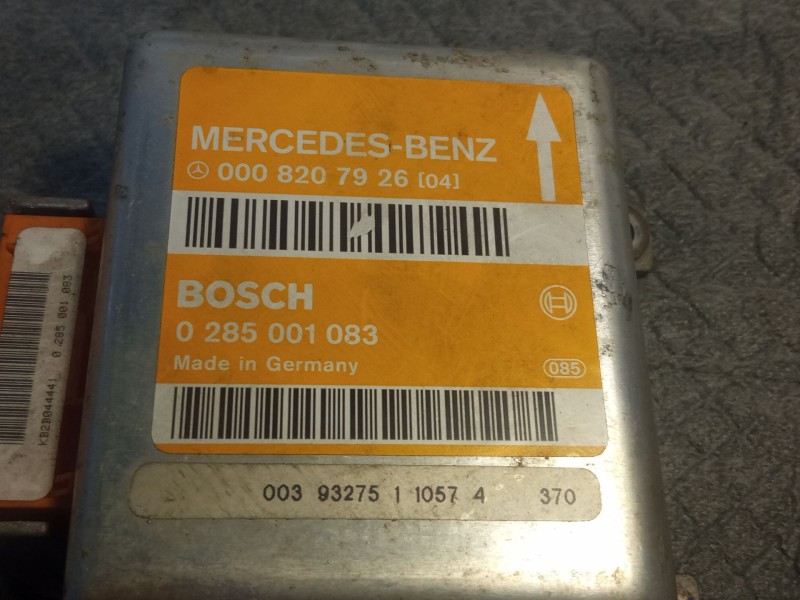 MERCEDES-BENZ
000 820 79 26 [04]
BOSCH
0 285 001 083
Made in Germany
085
003 93275 1 1057 4 370
0 285 001 083
KB2B044441